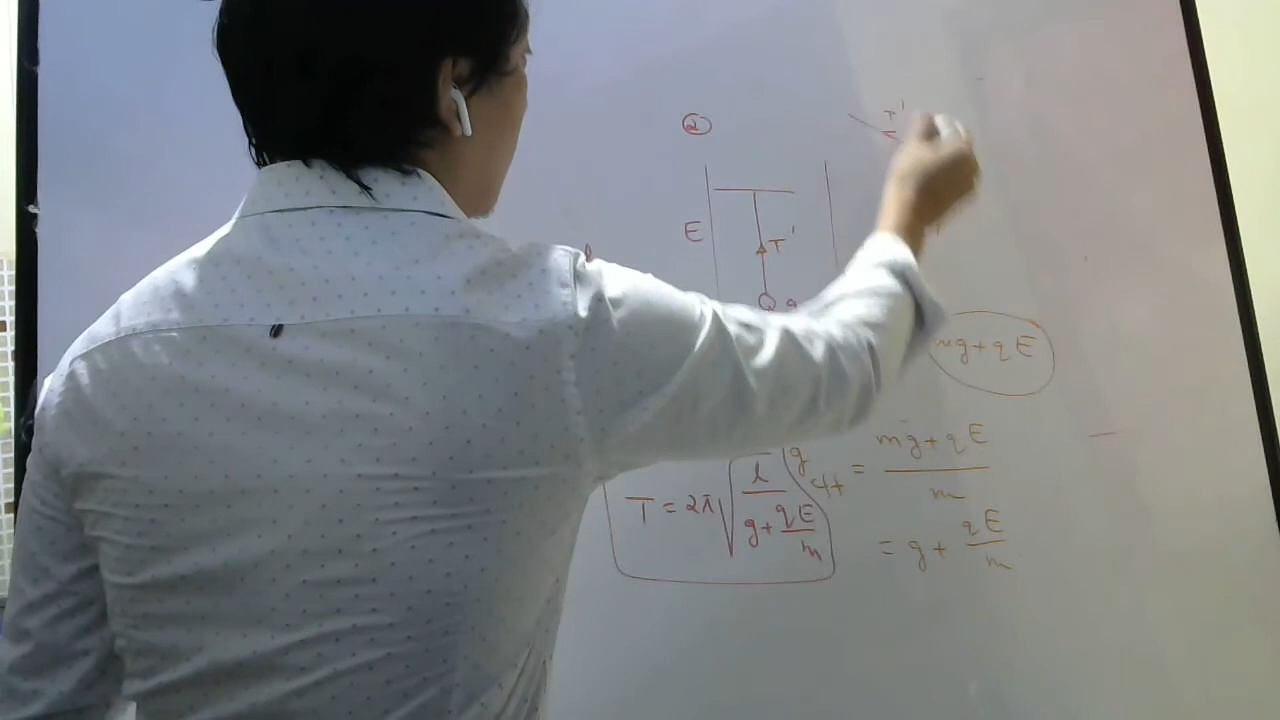 2
T'
E
T'
q
l
mg+qE
g_eff = (mg+qE)/m
T = 2π√(l/(g+qE/m))
= g+ qE/m